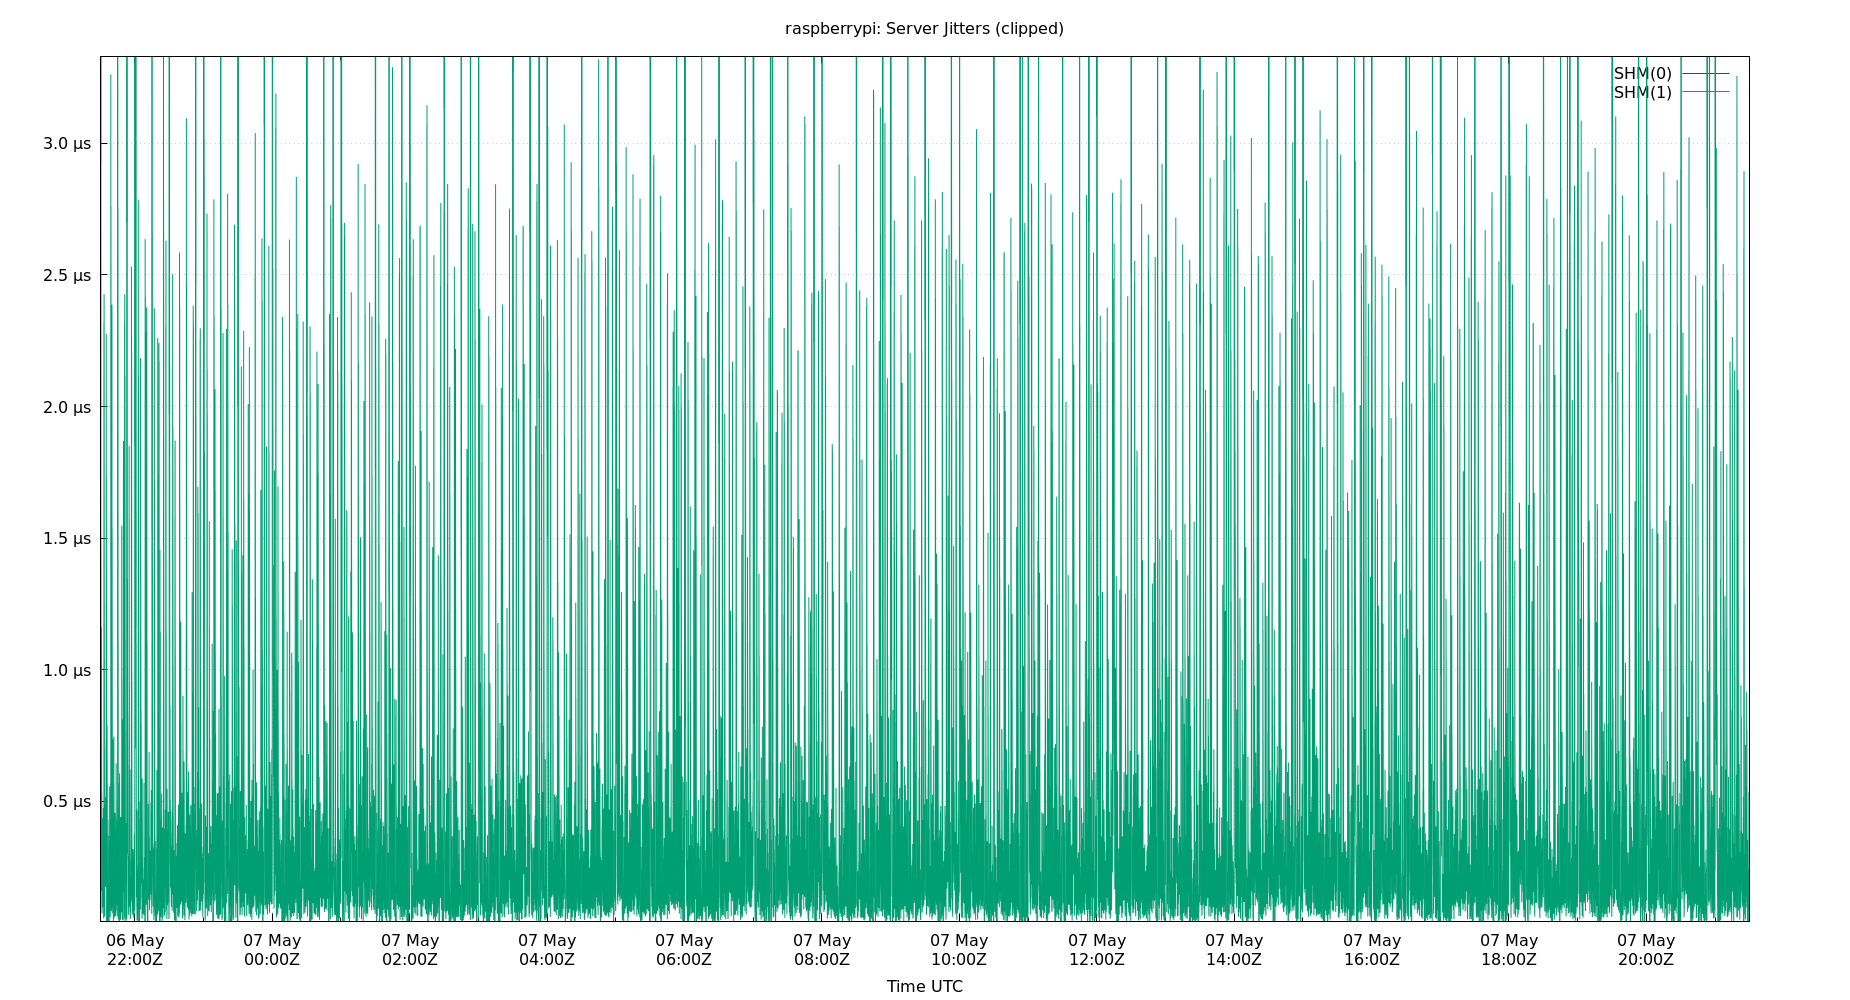 raspberrypi: Server Jitters (clipped)
SHM(0)
SHM(1)
3.0 µs
2.5 µs
2.0 µs
1.5 µs
1.0 µs
0.5 µs
06 May 07 May 07 May 07 May 07 May 07 May 07 May 07 May 07 May 07 May 07 May 07 May
22:00Z 00:00Z 02:00Z 04:00Z 06:00Z 08:00Z 10:00Z 12:00Z 14:00Z 16:00Z 18:00Z 20:00Z
Time UTC